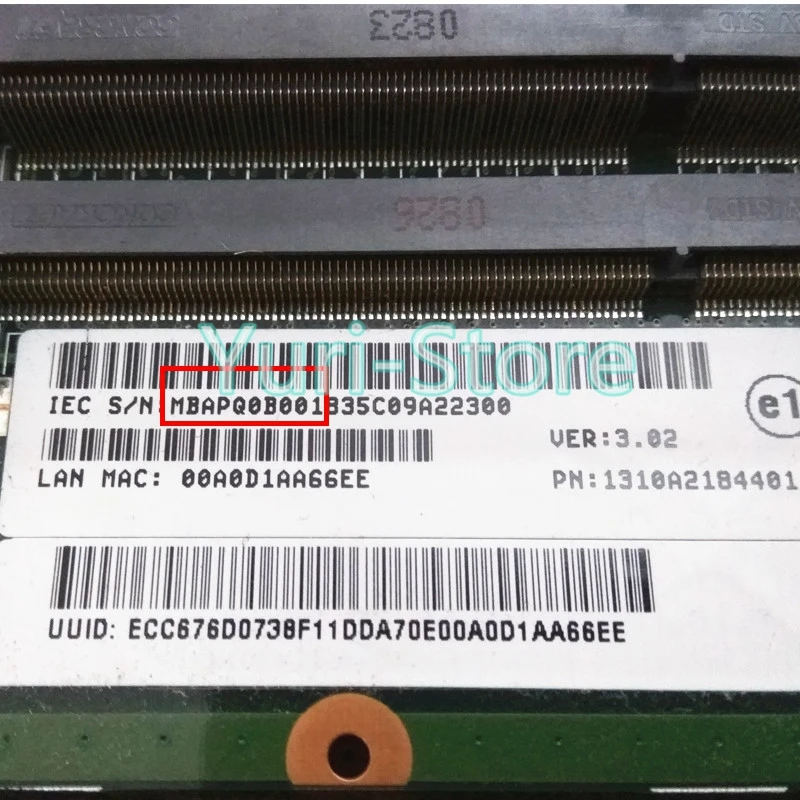 0823
0826
Yuri-Store
IEC S/N:MBAPQ0B001835C09A22300
e1
VER:3.02
LAN MAC: 00A0D1AA66EE
PN:1310A2184401
UUID: ECC676D0738F11DDA70E00A0D1AA66EE